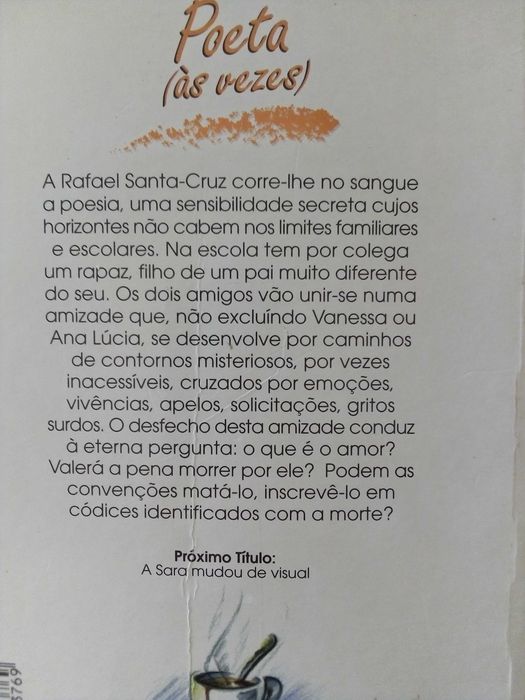 Poeta
(às vezes)
A Rafael Santa-Cruz corre-lhe no sangue
a poesia, uma sensibilidade secreta cujos
horizontes não cabem nos limites familiares
e escolares. Na escola tem por colega
um rapaz, filho de um pai muito diferente
do seu. Os dois amigos vão unir-se numa
amizade que, não excluíndo Vanessa ou
Ana Lúcia, se desenvolve por caminhos
de contornos misteriosos, por vezes
inacessíveis, cruzados por emoções,
vivências, apelos, solicitações, gritos
surdos. O desfecho desta amizade conduz
à eterna pergunta: o que é o amor?
Valerá a pena morrer por ele? Podem as
convenções matá-lo, inscrevê-lo em
códices identificados com a morte?
Próximo Título:
A Sara mudou de visual
3769